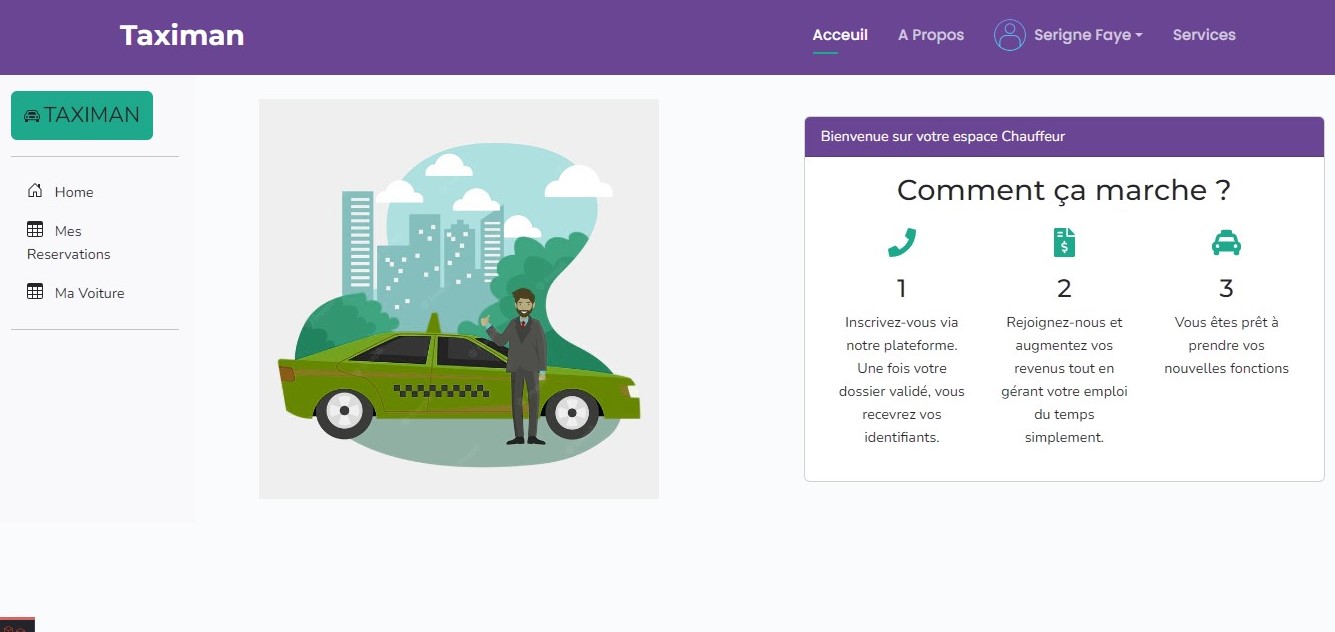 Taximan
Acceuil
A Propos
Serigne Faye
Services
TAXIMAN
Home
Mes
Reservations
Ma Voiture
Bienvenue sur votre espace Chauffeur
Comment ça marche ?
1
Inscrivez-vous via
notre plateforme.
Une fois votre
dossier validé, vous
recevrez vos
identifiants.
2
Rejoignez-nous et
augmentez vos
revenus tout en
gérant votre emploi
du temps
simplement.
3
Vous êtes prêt à
prendre vos
nouvelles fonctions